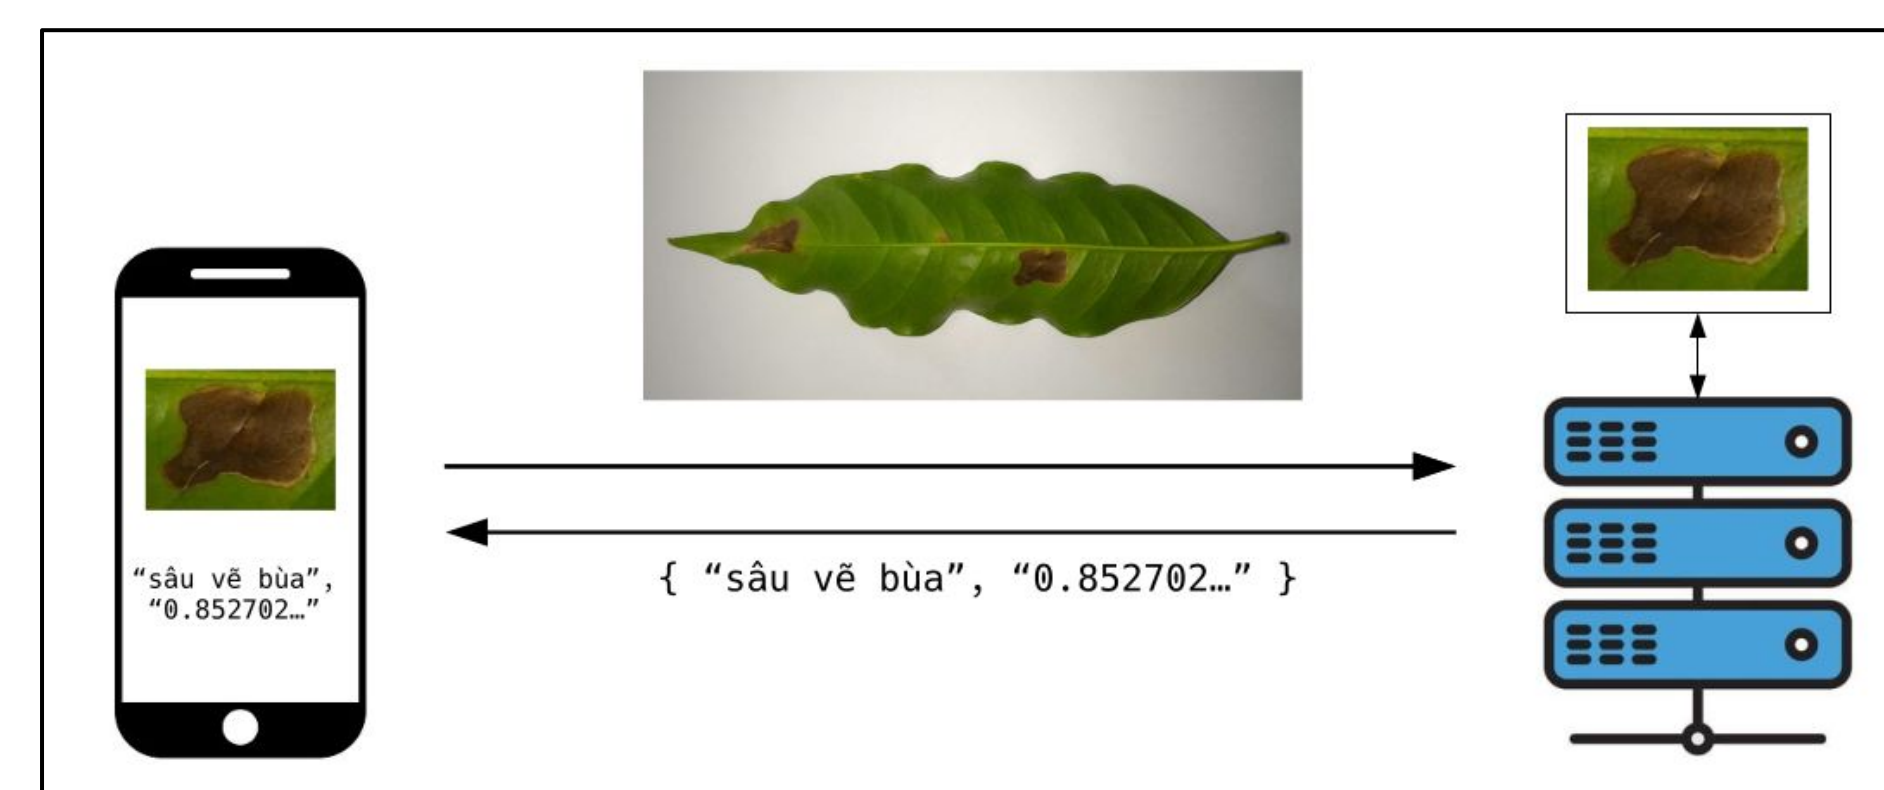 “sâu vẽ bùa”,
“0.852702…”
{ “sâu vẽ bùa”, “0.852702…” }